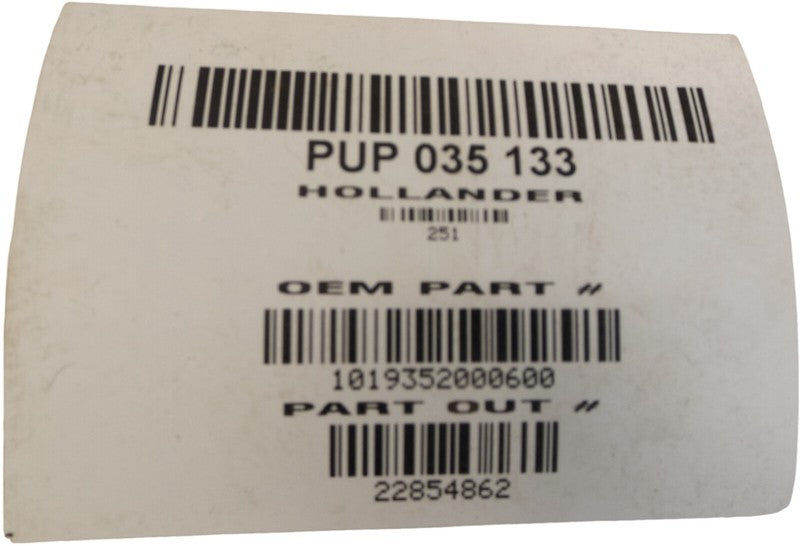 PUP 035 133
HOLLANDER
251
OEM PART #
1019352000600
PART OUT #
22854862